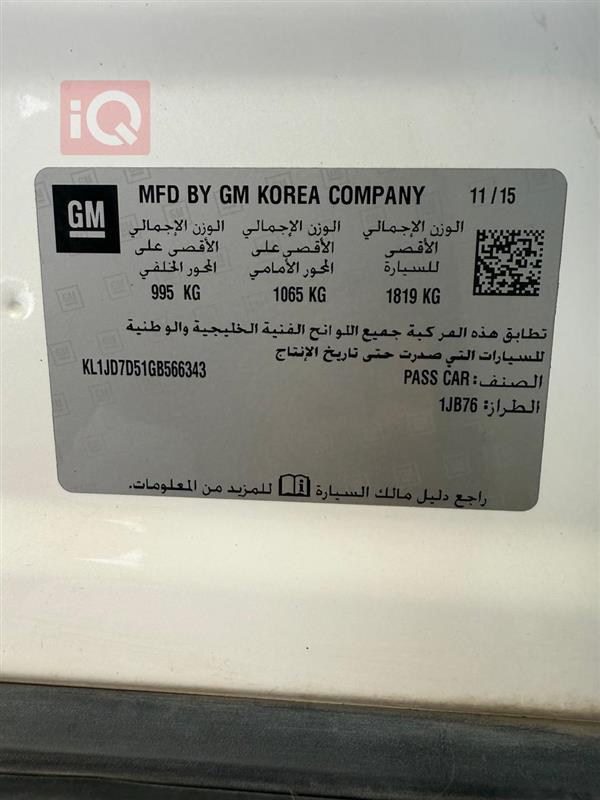 iQ
GM
MFD BY GM KOREA COMPANY 11/15
الوزن الإجمالي الأقصى للسيارة
1819 KG
الوزن الإجمالي الأقصى على المحور الأمامي
1065 KG
الوزن الإجمالي الأقصى على المحور الخلفي
995 KG
تطابق هذه المركبة جميع اللوائح الفنية الخليجية والوطنية
للسيارات التي صدرت حتى تاريخ الإنتاج
الصنف: PASS CAR
KL1JD7D51GB566343
الطراز: 1JB76
راجع دليل مالك السيارة للمزيد من المعلومات.